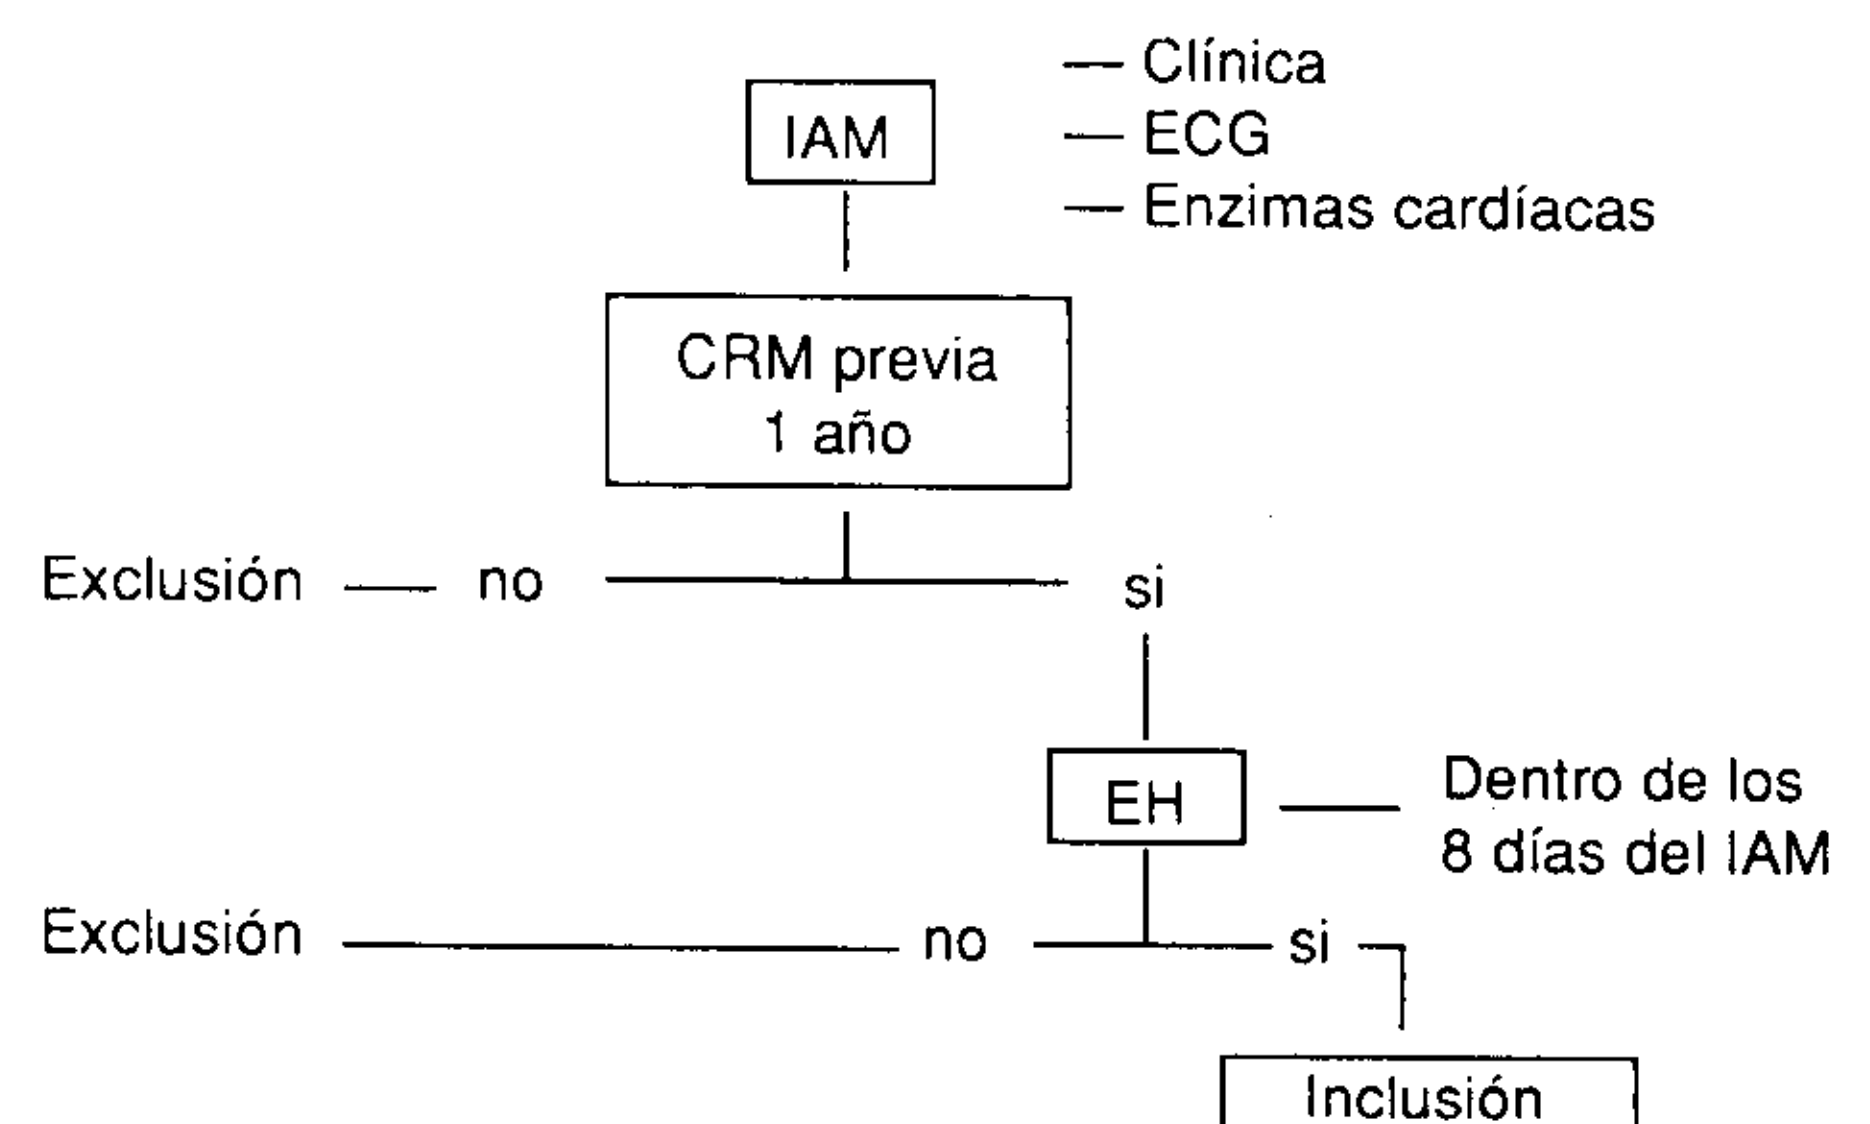 — Clínica
IAM
— ECG
— Enzimas cardíacas
CRM previa
1 año
Exclusión — no
si
EH
Dentro de los
8 días del IAM
Exclusión
no
si
Inclusión